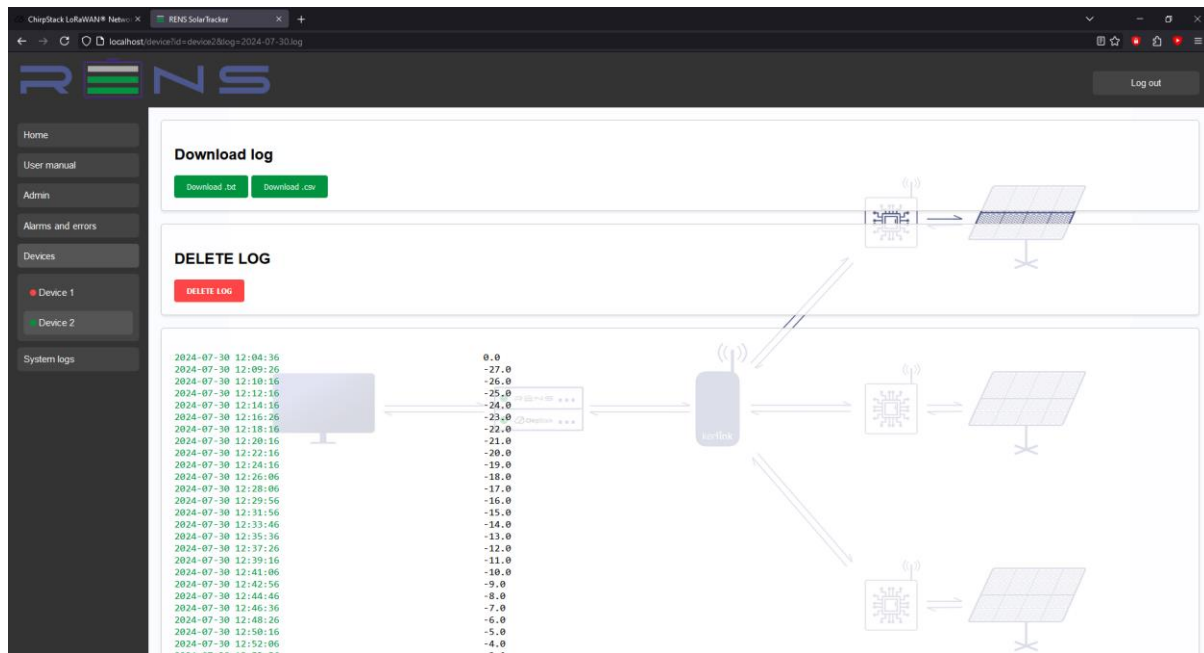 ChirpStack LoRaWAN® Networ
RENS SolarTracker
localhost/device?id=device2&log=2024-07-30.log
RENS
Log out
Home
User manual
Admin
Alarms and errors
Devices
Device 1
Device 2
System logs
Download log
Download .txt Download .csv
DELETE LOG
DELETE LOG
2024-07-30 12:04:36 0.0
2024-07-30 12:09:26 -27.0
2024-07-30 12:10:16 -26.0
2024-07-30 12:12:16 -25.0
2024-07-30 12:14:16 -24.0
2024-07-30 12:16:26 -23.0
2024-07-30 12:18:16 -22.0
2024-07-30 12:20:16 -21.0
2024-07-30 12:22:16 -20.0
2024-07-30 12:24:16 -19.0
2024-07-30 12:26:06 -18.0
2024-07-30 12:28:06 -17.0
2024-07-30 12:29:56 -16.0
2024-07-30 12:31:56 -15.0
2024-07-30 12:33:46 -14.0
2024-07-30 12:35:36 -13.0
2024-07-30 12:37:26 -12.0
2024-07-30 12:39:16 -11.0
2024-07-30 12:41:06 -10.0
2024-07-30 12:42:56 -9.0
2024-07-30 12:44:46 -8.0
2024-07-30 12:46:36 -7.0
2024-07-30 12:48:26 -6.0
2024-07-30 12:50:16 -5.0
2024-07-30 12:52:06 -4.0
RENS
kerlink